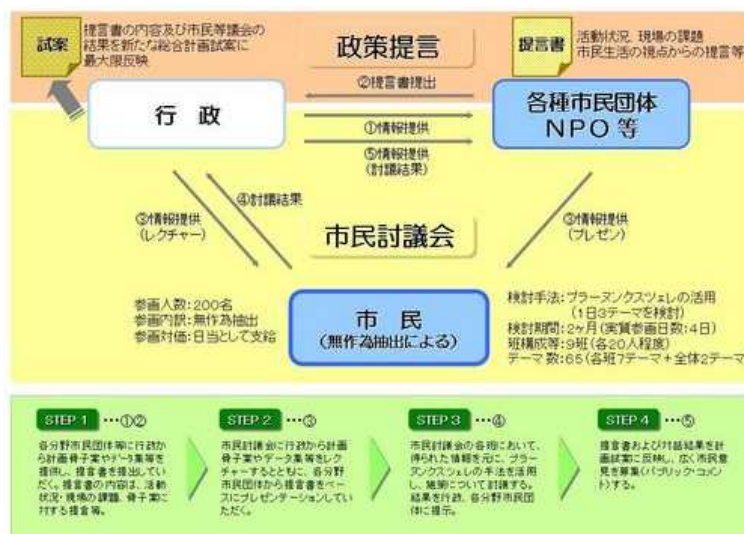 試案
提言書の内容及び市民等議会の
結果を新たな総合計画試案に
最大限反映
政策提言
提言書
活動状況、現場の課題
市民生活の視点からの提言等
②提言書提出
行 政
各種市民団体
NPO 等
①情報提供
⑤情報提供
(討議結果)
④討議結果
③情報提供
(レクチャー)
市民討議会
③情報提供
(プレゼン)
参画人数:200名
参画内訳:無作為抽出
参画対価:日当として支給
市 民
(無作為抽出による)
検討手法:プラーヌンクスツェレの活用
(1日3テーマを検討)
検討期間:2ヶ月(実質参画日数:4日)
班構成等:9班(各20人程度)
テーマ数:65(各班7テーマ+全体2テーマ
STEP 1 …①②
各分野市民団体等に行政か
ら計画骨子案やデータ集等を
提供し、提言書を提出してい
ただく。提言書の内容は、活動
状況・現場の課題、骨子案に
対する提言等。
STEP 2 …③
市民討議会に行政から計画
骨子案やデータ集等をレク
チャーするとともに、各分野
市民団体から提言書をベー
スにプレゼンテーションしてい
ただく。
STEP 3 …④
市民討議会の各班において、
得られた情報を元に、プラー
ヌンクスツェレの手法を活用
し、施策について討議する。
結果を行政、各分野市民団
体に提示。
STEP 4 …⑤
提言書および対話結果を計
画試案に反映し、広く市民意
見を募集(パブリック・コメン
ト)する。